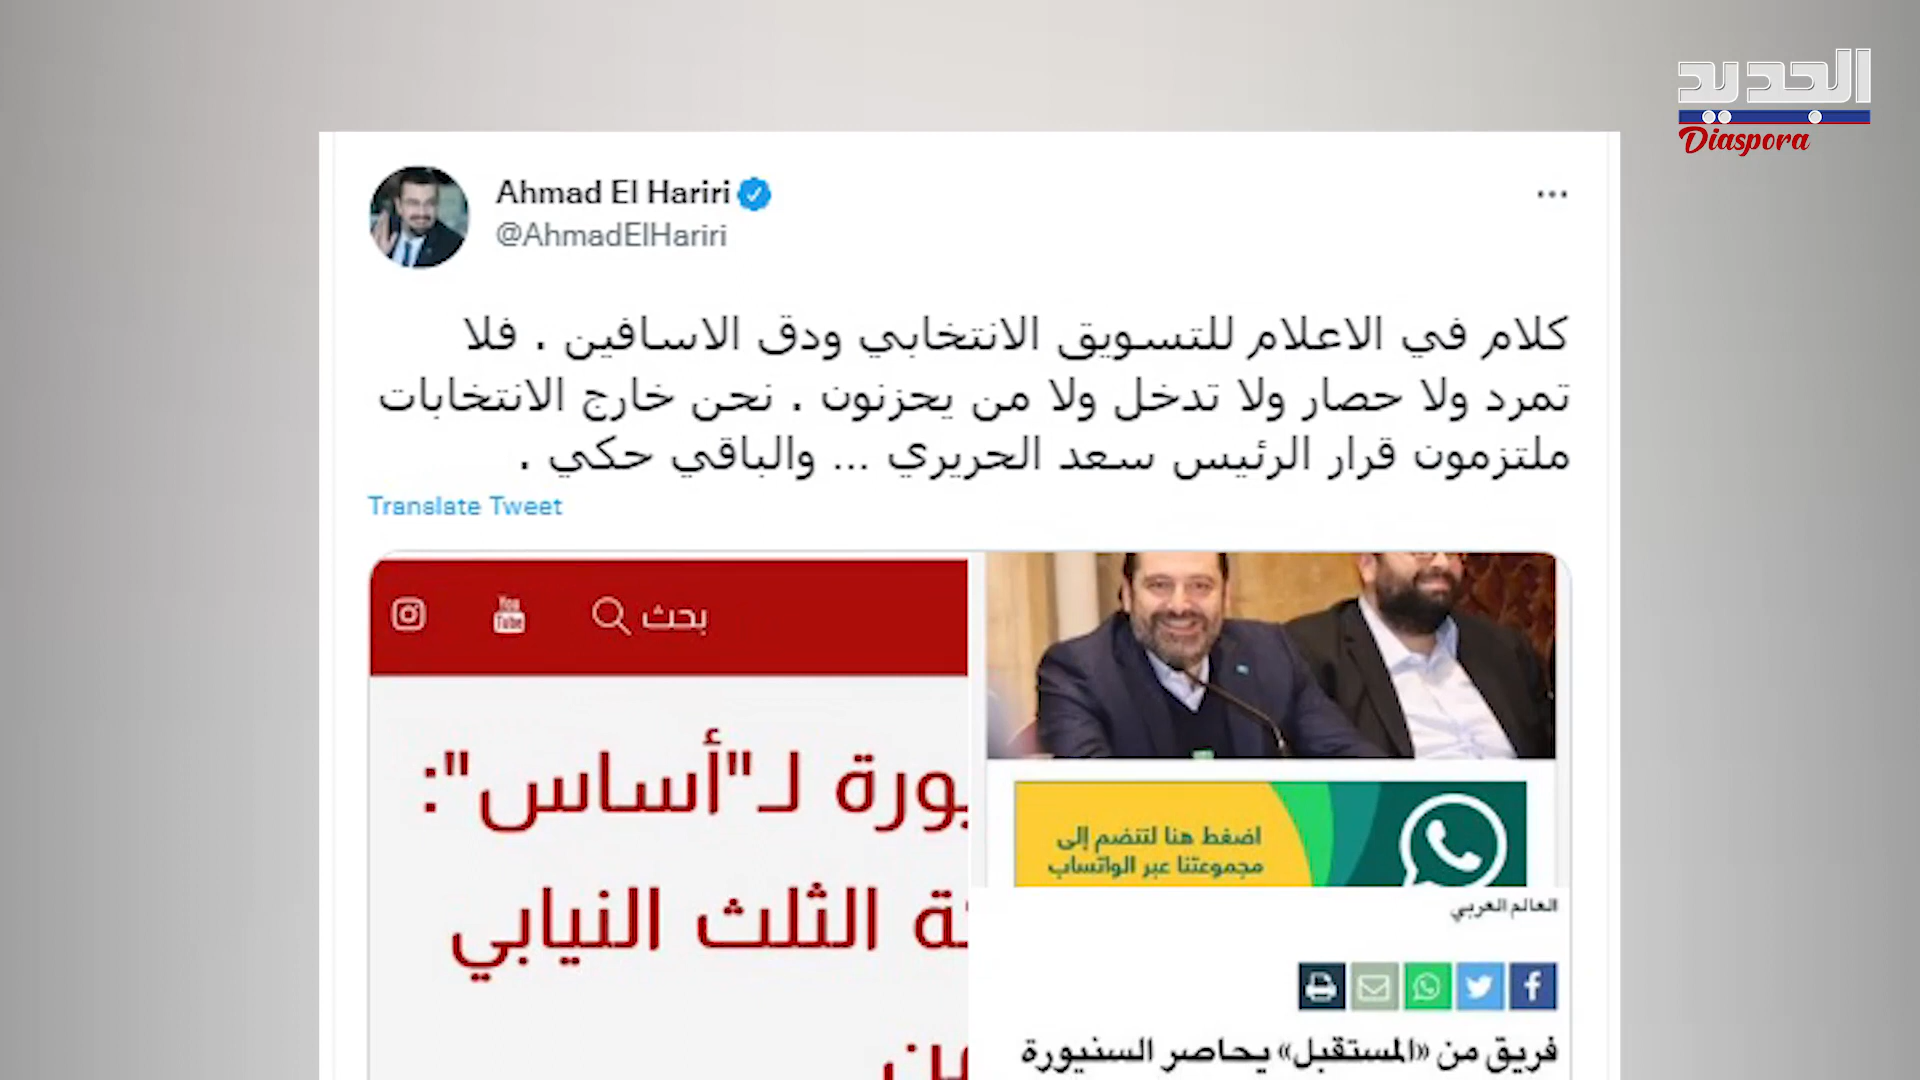 الجديد
Diaspora
Ahmad El Hariri
@AhmadElHariri
كلام في الاعلام للتسويق الانتخابي ودق الاسافين . فلا
تمرد ولا حصار ولا تدخل ولا من يحزنون . نحن خارج الانتخابات
ملتزمون قرار الرئيس سعد الحريري ... والباقي حكي .
Translate Tweet
You
Tube
بحث
لـ"أساس":
الثلث النيابي
اضغط هنا لتنضم إلى
مجموعتنا عبر الواتساب
العالم العربي
فريق من «المستقبل» يحاصر السنيورة